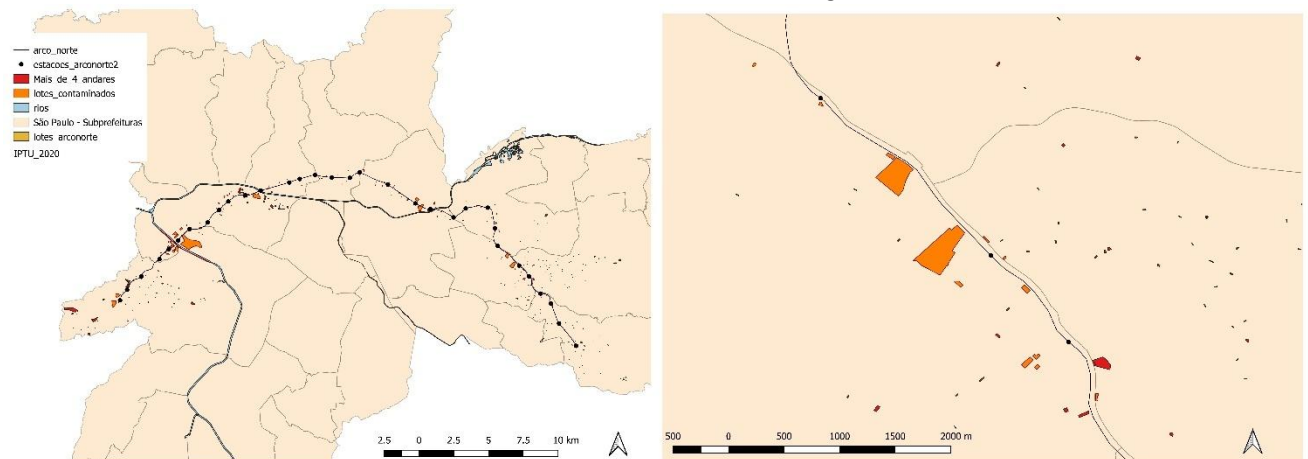 arco_norte
estacoes_arconorte2
Mais de 4 andares
lotes_contaminados
rios
São Paulo - Subprefeituras
lotes arconorte
IPTU_2020
2.5 0 2.5 5 7.5 10 km
500 0 500 1000 1500 2000 m